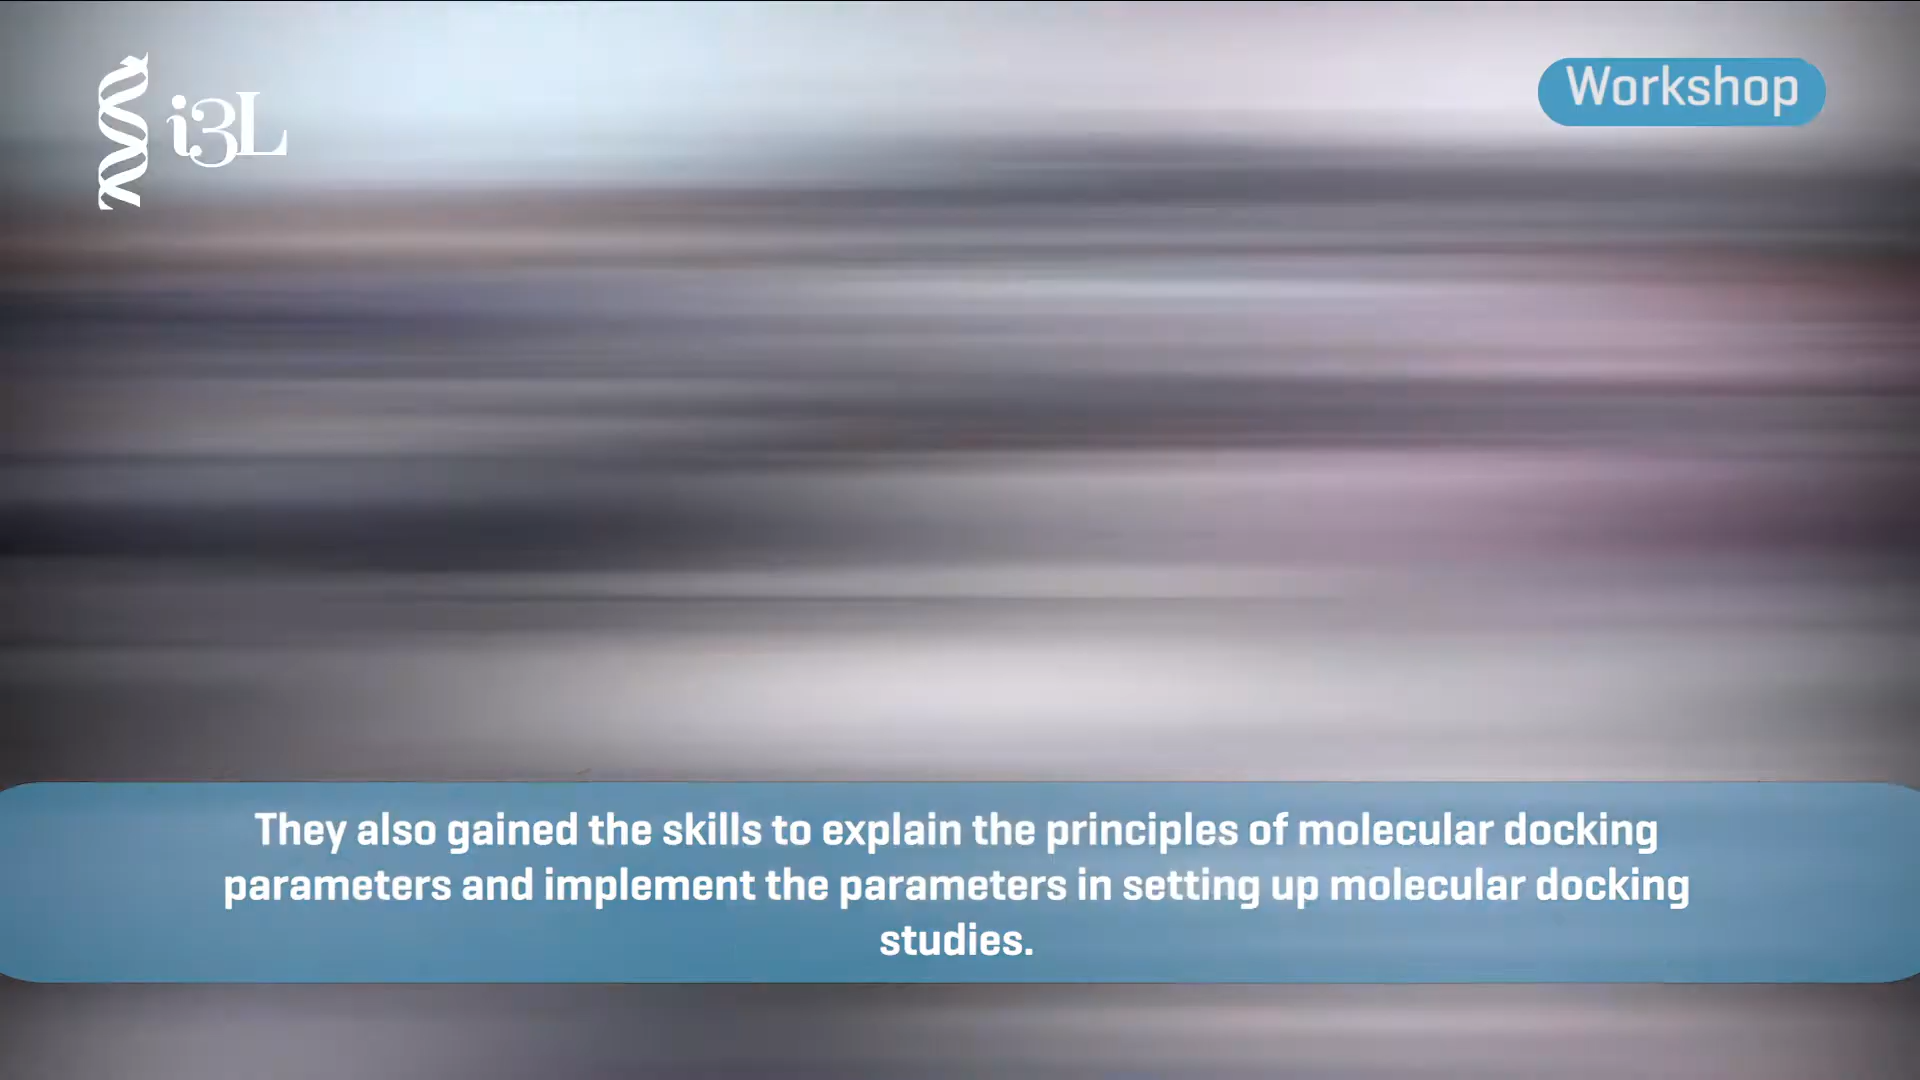 i3L
Workshop
They also gained the skills to explain the principles of molecular docking
parameters and implement the parameters in setting up molecular docking
studies.